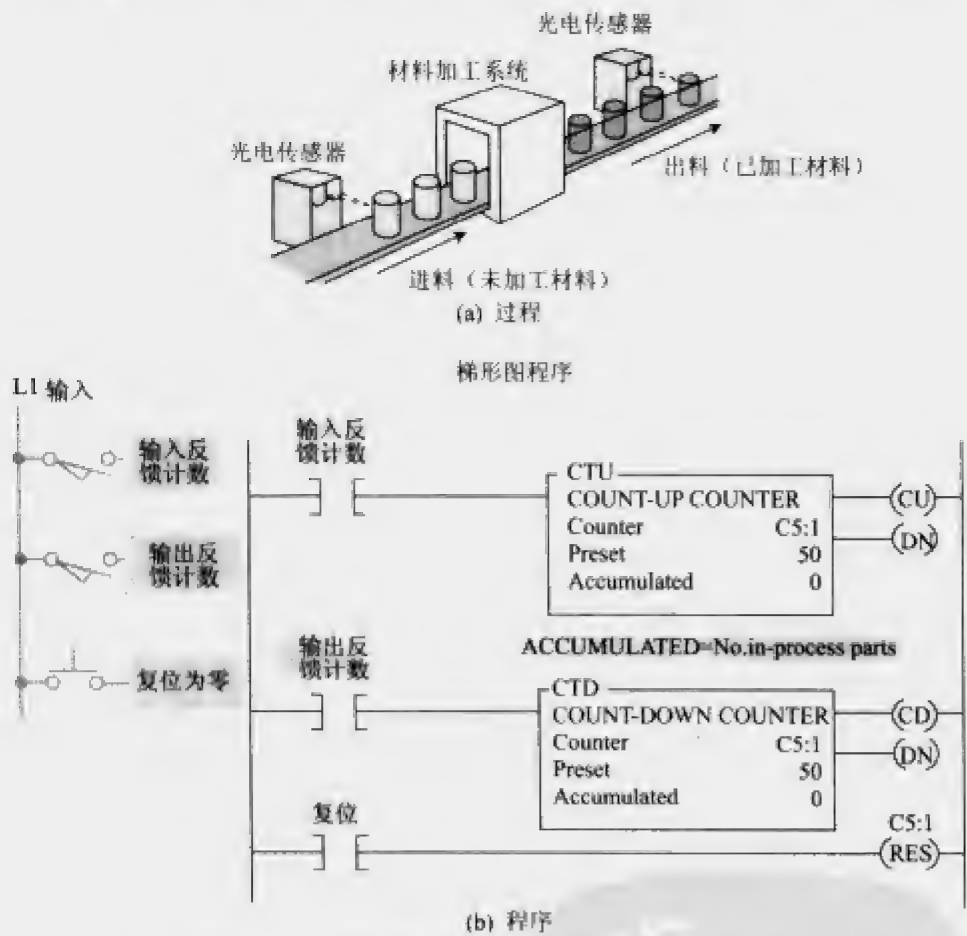 光电传感器
材料加工系统
光电传感器
出料（已加工材料）
进料（未加工材料）
(a) 过程
梯形图程序
L1 输入
输入反
馈计数
输出反
馈计数
复位为零
输入反
馈计数
CTU
COUNT-UP COUNTER
Counter C5:1
Preset 50
Accumulated 0
CU
DN
ACCUMULATED=No.in-process parts
输出反
馈计数
CTD
COUNT-DOWN COUNTER
Counter C5:1
Preset 50
Accumulated 0
CD
DN
复位
C5:1
RES
(b) 程序